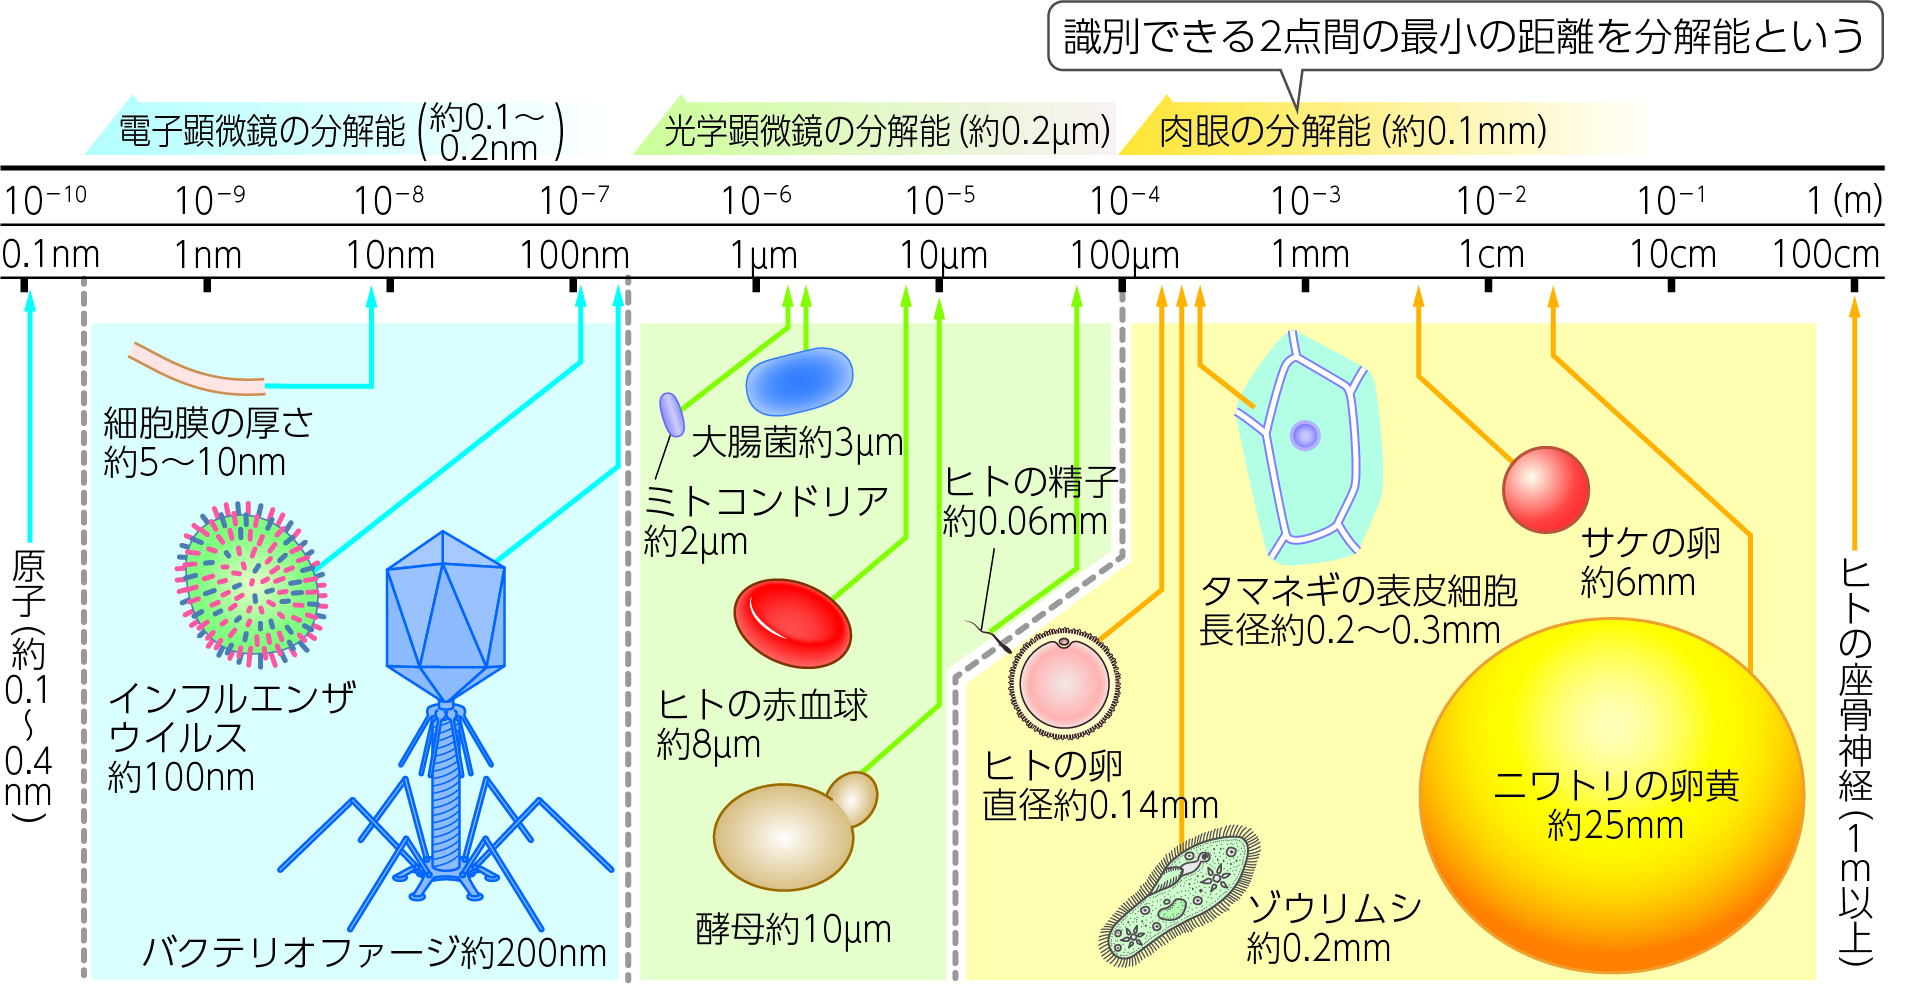 識別できる2点間の最小の距離を分解能という
電子顕微鏡の分解能(約0.1〜
0.2nm)
光学顕微鏡の分解能(約0.2μm)
肉眼の分解能(約0.1mm)
10⁻¹⁰ 10⁻⁹ 10⁻⁸ 10⁻⁷ 10⁻⁶ 10⁻⁵ 10⁻⁴ 10⁻³ 10⁻² 10⁻¹ 1(m)
0.1nm 1nm 10nm 100nm 1μm 10μm 100μm 1mm 1cm 10cm 100cm
原子(約0.1〜0.4nm)
細胞膜の厚さ
約5〜10nm
インフルエンザ
ウイルス
約100nm
バクテリオファージ約200nm
大腸菌約3μm
ミトコンドリア
約2μm
ヒトの赤血球
約8μm
酵母約10μm
ヒトの精子
約0.06mm
ヒトの卵
直径約0.14mm
ゾウリムシ
約0.2mm
タマネギの表皮細胞
長径約0.2〜0.3mm
サケの卵
約6mm
ニワトリの卵黄
約25mm
ヒトの座骨神経(1m以上)